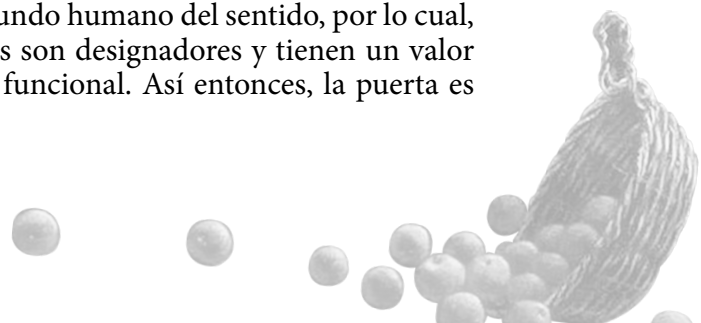 undo humano del sentido, por lo cual,
s son designadores y tienen un valor
funcional. Así entonces, la puerta es